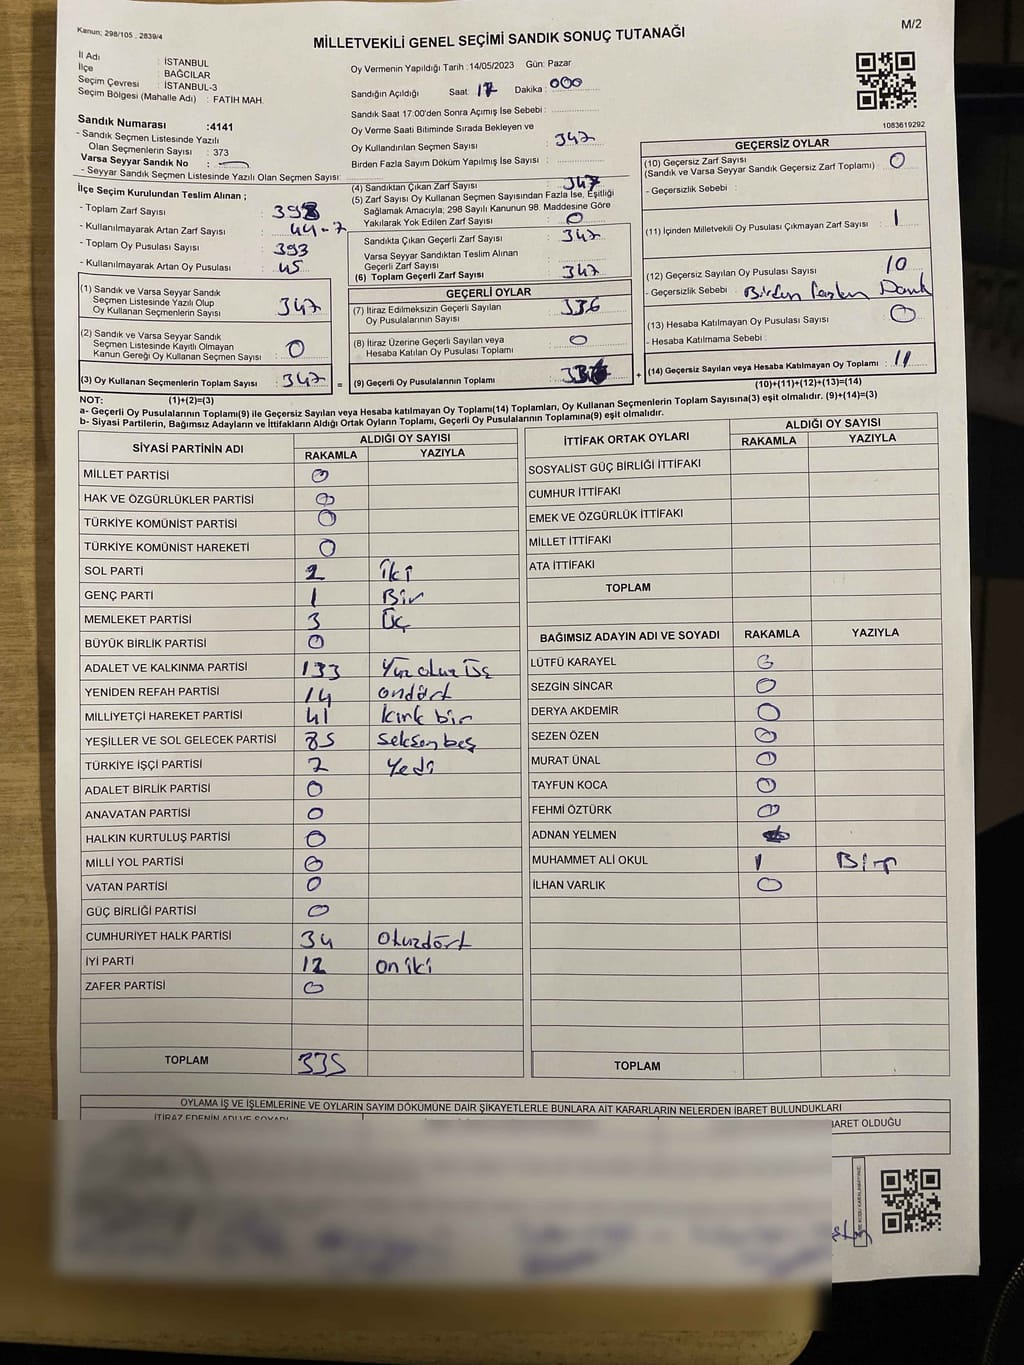 Kanun; 298/105 , 2839/4
M/2
MİLLETVEKİLİ GENEL SEÇİMİ SANDIK SONUÇ TUTANAĞI
İl Adı : İSTANBUL
İlçe : BAĞCILAR
Seçim Çevresi : İSTANBUL-3
Seçim Bölgesi (Mahalle Adı) : FATİH MAH.
Sandık Numarası :4141
- Sandık Seçmen Listesinde Yazılı
Olan Seçmenlerin Sayısı : 373
Varsa Seyyar Sandık No :
- Seyyar Sandık Seçmen Listesinde Yazılı Olan Seçmen Sayısı:
Oy Vermenin Yapıldığı Tarih :14/05/2023 Gün: Pazar
Sandığın Açıldığı Saat: 17 Dakika : 000
Sandık Saat 17.00'den Sonra Açımış İse Sebebi :
Oy Verme Saati Bitiminde Sırada Bekleyen ve
Oy Kullandırılan Seçmen Sayısı : 347
Birden Fazla Sayım Döküm Yapılmış İse Sayısı :
1083619292
İlçe Seçim Kurulundan Teslim Alınan ;
- Toplam Zarf Sayısı : 398
- Kullanılmayarak Artan Zarf Sayısı : 44-7
- Toplam Oy Pusulası Sayısı : 393
- Kullanılmayarak Artan Oy Pusulası : 45
(4) Sandıktan Çıkan Zarf Sayısı : 347
(5) Zarf Sayısı Oy Kullanan Seçmen Sayısından Fazla İse, Eşitliği
Sağlamak Amacıyla; 298 Sayılı Kanunun 98. Maddesine Göre
Yakılarak Yok Edilen Zarf Sayısı : 0
Sandıkta Çıkan Geçerli Zarf Sayısı : 347
Varsa Seyyar Sandıktan Teslim Alınan
Geçerli Zarf Sayısı :
(6) Toplam Geçerli Zarf Sayısı : 347
GEÇERSİZ OYLAR
(10) Geçersiz Zarf Sayısı : 0
(Sandık ve Varsa Seyyar Sandık Geçersiz Zarf Toplamı)
- Geçersizlik Sebebi :
(11) İçinden Milletvekili Oy Pusulası Çıkmayan Zarf Sayısı : 1
(12) Geçersiz Sayılan Oy Pusulası Sayısı : 10
- Geçersizlik Sebebi : Birden fazla
(13) Hesaba Katılmayan Oy Pusulası Sayısı : 0
- Hesaba Katılmama Sebebi :
(14) Geçersiz Sayılan veya Hesaba Katılmayan Oy Toplamı : 11
(10)+(11)+(12)+(13)=(14)
(1) Sandık ve Varsa Seyyar Sandık
Seçmen Listesinde Yazılı Olup
Oy Kullanan Seçmenlerin Sayısı : 347
(2) Sandık ve Varsa Seyyar Sandık
Seçmen Listesinde Kayıtlı Olmayan
Kanun Gereği Oy Kullanan Seçmen Sayısı : 0
(3) Oy Kullanan Seçmenlerin Toplam Sayısı : 347 =
(1)+(2)=(3)
GEÇERLİ OYLAR
(7) İtiraz Edilmeksizin Geçerli Sayılan
Oy Pusulalarının Sayısı : 336
(8) İtiraz Üzerine Geçerli Sayılan veya
Hesaba Katılan Oy Pusulası Toplamı : 0
(9) Geçerli Oy Pusulalarının Toplamı : 336 +
NOT:
a- Geçerli Oy Pusulalarının Toplamı(9) ile Geçersiz Sayılan veya Hesaba katılmayan Oy Toplamı(14) Toplamları, Oy Kullanan Seçmenlerin Toplam Sayısına(3) eşit olmalıdır. (9)+(14)=(3)
b- Siyasi Partilerin, Bağımsız Adayların ve İttifakların Aldığı Ortak Oyların Toplamı, Geçerli Oy Pusulalarının Toplamına(9) eşit olmalıdır.
SİYASİ PARTİNİN ADI ALDIĞI OY SAYISI
RAKAMLA YAZIYLA
MİLLET PARTİSİ 0
HAK VE ÖZGÜRLÜKLER PARTİSİ 0
TÜRKİYE KOMÜNİST PARTİSİ 0
TÜRKİYE KOMÜNİST HAREKETİ 0
SOL PARTİ 2 iki
GENÇ PARTİ 1 Bir
MEMLEKET PARTİSİ 3 Üç
BÜYÜK BİRLİK PARTİSİ 0
ADALET VE KALKINMA PARTİSİ 133 Yüz otuz üç
YENİDEN REFAH PARTİSİ 14 ondört
MİLLİYETÇİ HAREKET PARTİSİ 41 kırk bir
YEŞİLLER VE SOL GELECEK PARTİSİ 85 Seksen beş
TÜRKİYE İŞÇİ PARTİSİ 7 Yedi
ADALET BİRLİK PARTİSİ 0
ANAVATAN PARTİSİ 0
HALKIN KURTULUŞ PARTİSİ 0
MİLLİ YOL PARTİSİ 0
VATAN PARTİSİ 0
GÜÇ BİRLİĞİ PARTİSİ 0
CUMHURİYET HALK PARTİSİ 34 Otuzdört
İYİ PARTİ 12 on iki
ZAFER PARTİSİ 0
TOPLAM 335
İTTİFAK ORTAK OYLARI ALDIĞI OY SAYISI
RAKAMLA YAZIYLA
SOSYALİST GÜÇ BİRLİĞİ İTTİFAKI
CUMHUR İTTİFAKI
EMEK VE ÖZGÜRLÜK İTTİFAKI
MİLLET İTTİFAKI
ATA İTTİFAKI
TOPLAM
BAĞIMSIZ ADAYIN ADI VE SOYADI RAKAMLA YAZIYLA
LÜTFÜ KARAYEL 0
SEZGİN SİNCAR 0
DERYA AKDEMİR 0
SEZEN ÖZEN 0
MURAT ÜNAL 0
TAYFUN KOCA 0
FEHMİ ÖZTÜRK 0
ADNAN YELMEN
MUHAMMET ALİ OKUL 1 Bir
İLHAN VARLIK 0
TOPLAM
OYLAMA İŞ VE İŞLEMLERİNE VE OYLARIN SAYIM DÖKÜMÜNE DAİR ŞİKAYETLERLE BUNLARA AİT KARARLARIN NELERDEN İBARET BULUNDUKLARI
İTİRAZ EDENİN ADI VE SOYADI